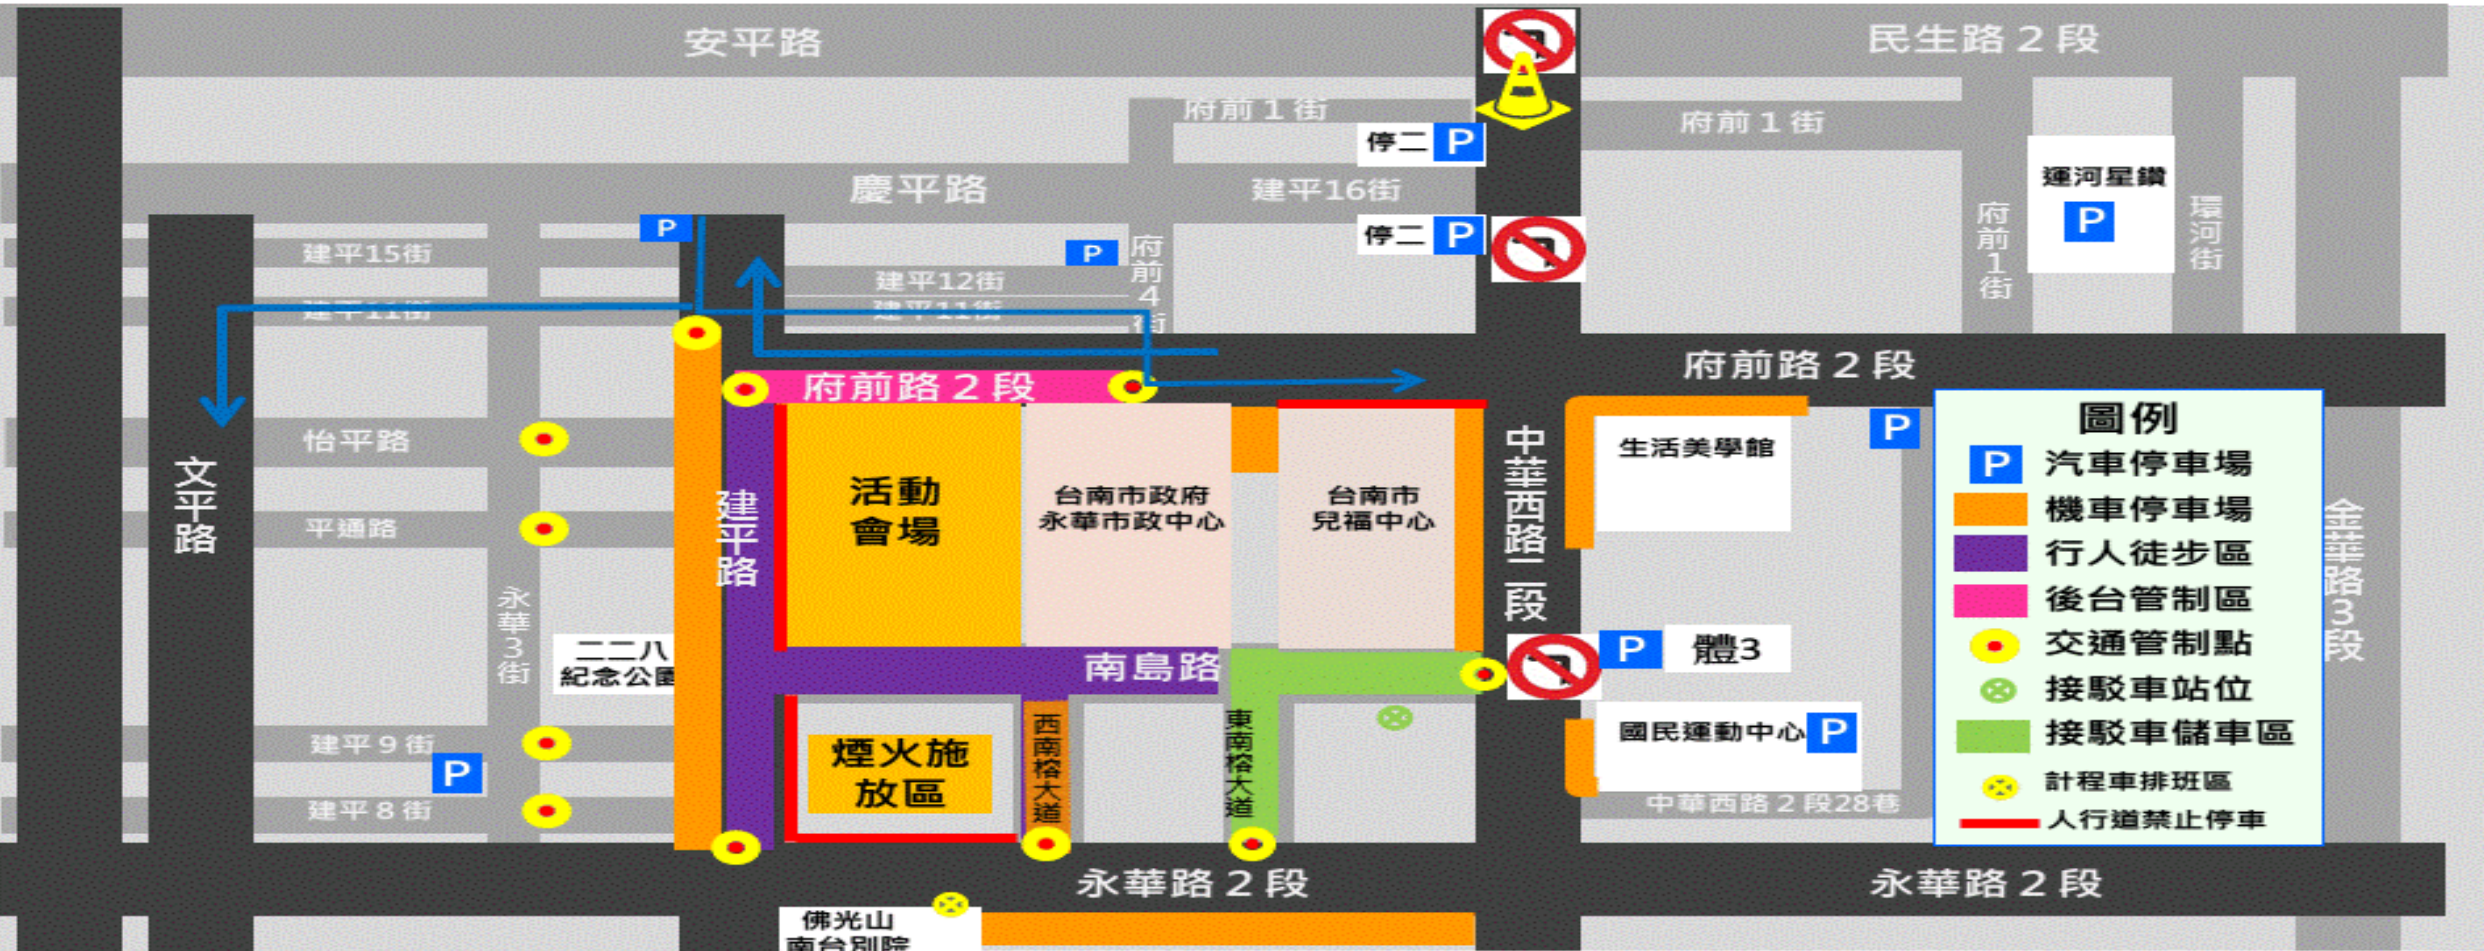 安平路
民生路２段
府前１街
府前１街
停二 P
慶平路
建平16街
運河星鑽
P
府前1街
環河街
P
停二 P
建平15街
P
府前4街
建平12街
建平11街
建平11街
府前路２段
府前路２段
怡平路
文平路
平通路
建平路
活動
會場
台南市政府
永華市政中心
台南市
兒福中心
中華西路二段
生活美學館
P
永華3街
二二八
紀念公園
南島路
P 體3
國民運動中心 P
西南榕大道
東南榕大道
煙火施
放區
建平９街
P
建平８街
中華西路２段28巷
金華路3段
圖例
P 汽車停車場
機車停車場
行人徒步區
後台管制區
交通管制點
接駁車站位
接駁車儲車區
計程車排班區
人行道禁止停車
永華路２段
永華路２段
佛光山
南台別院